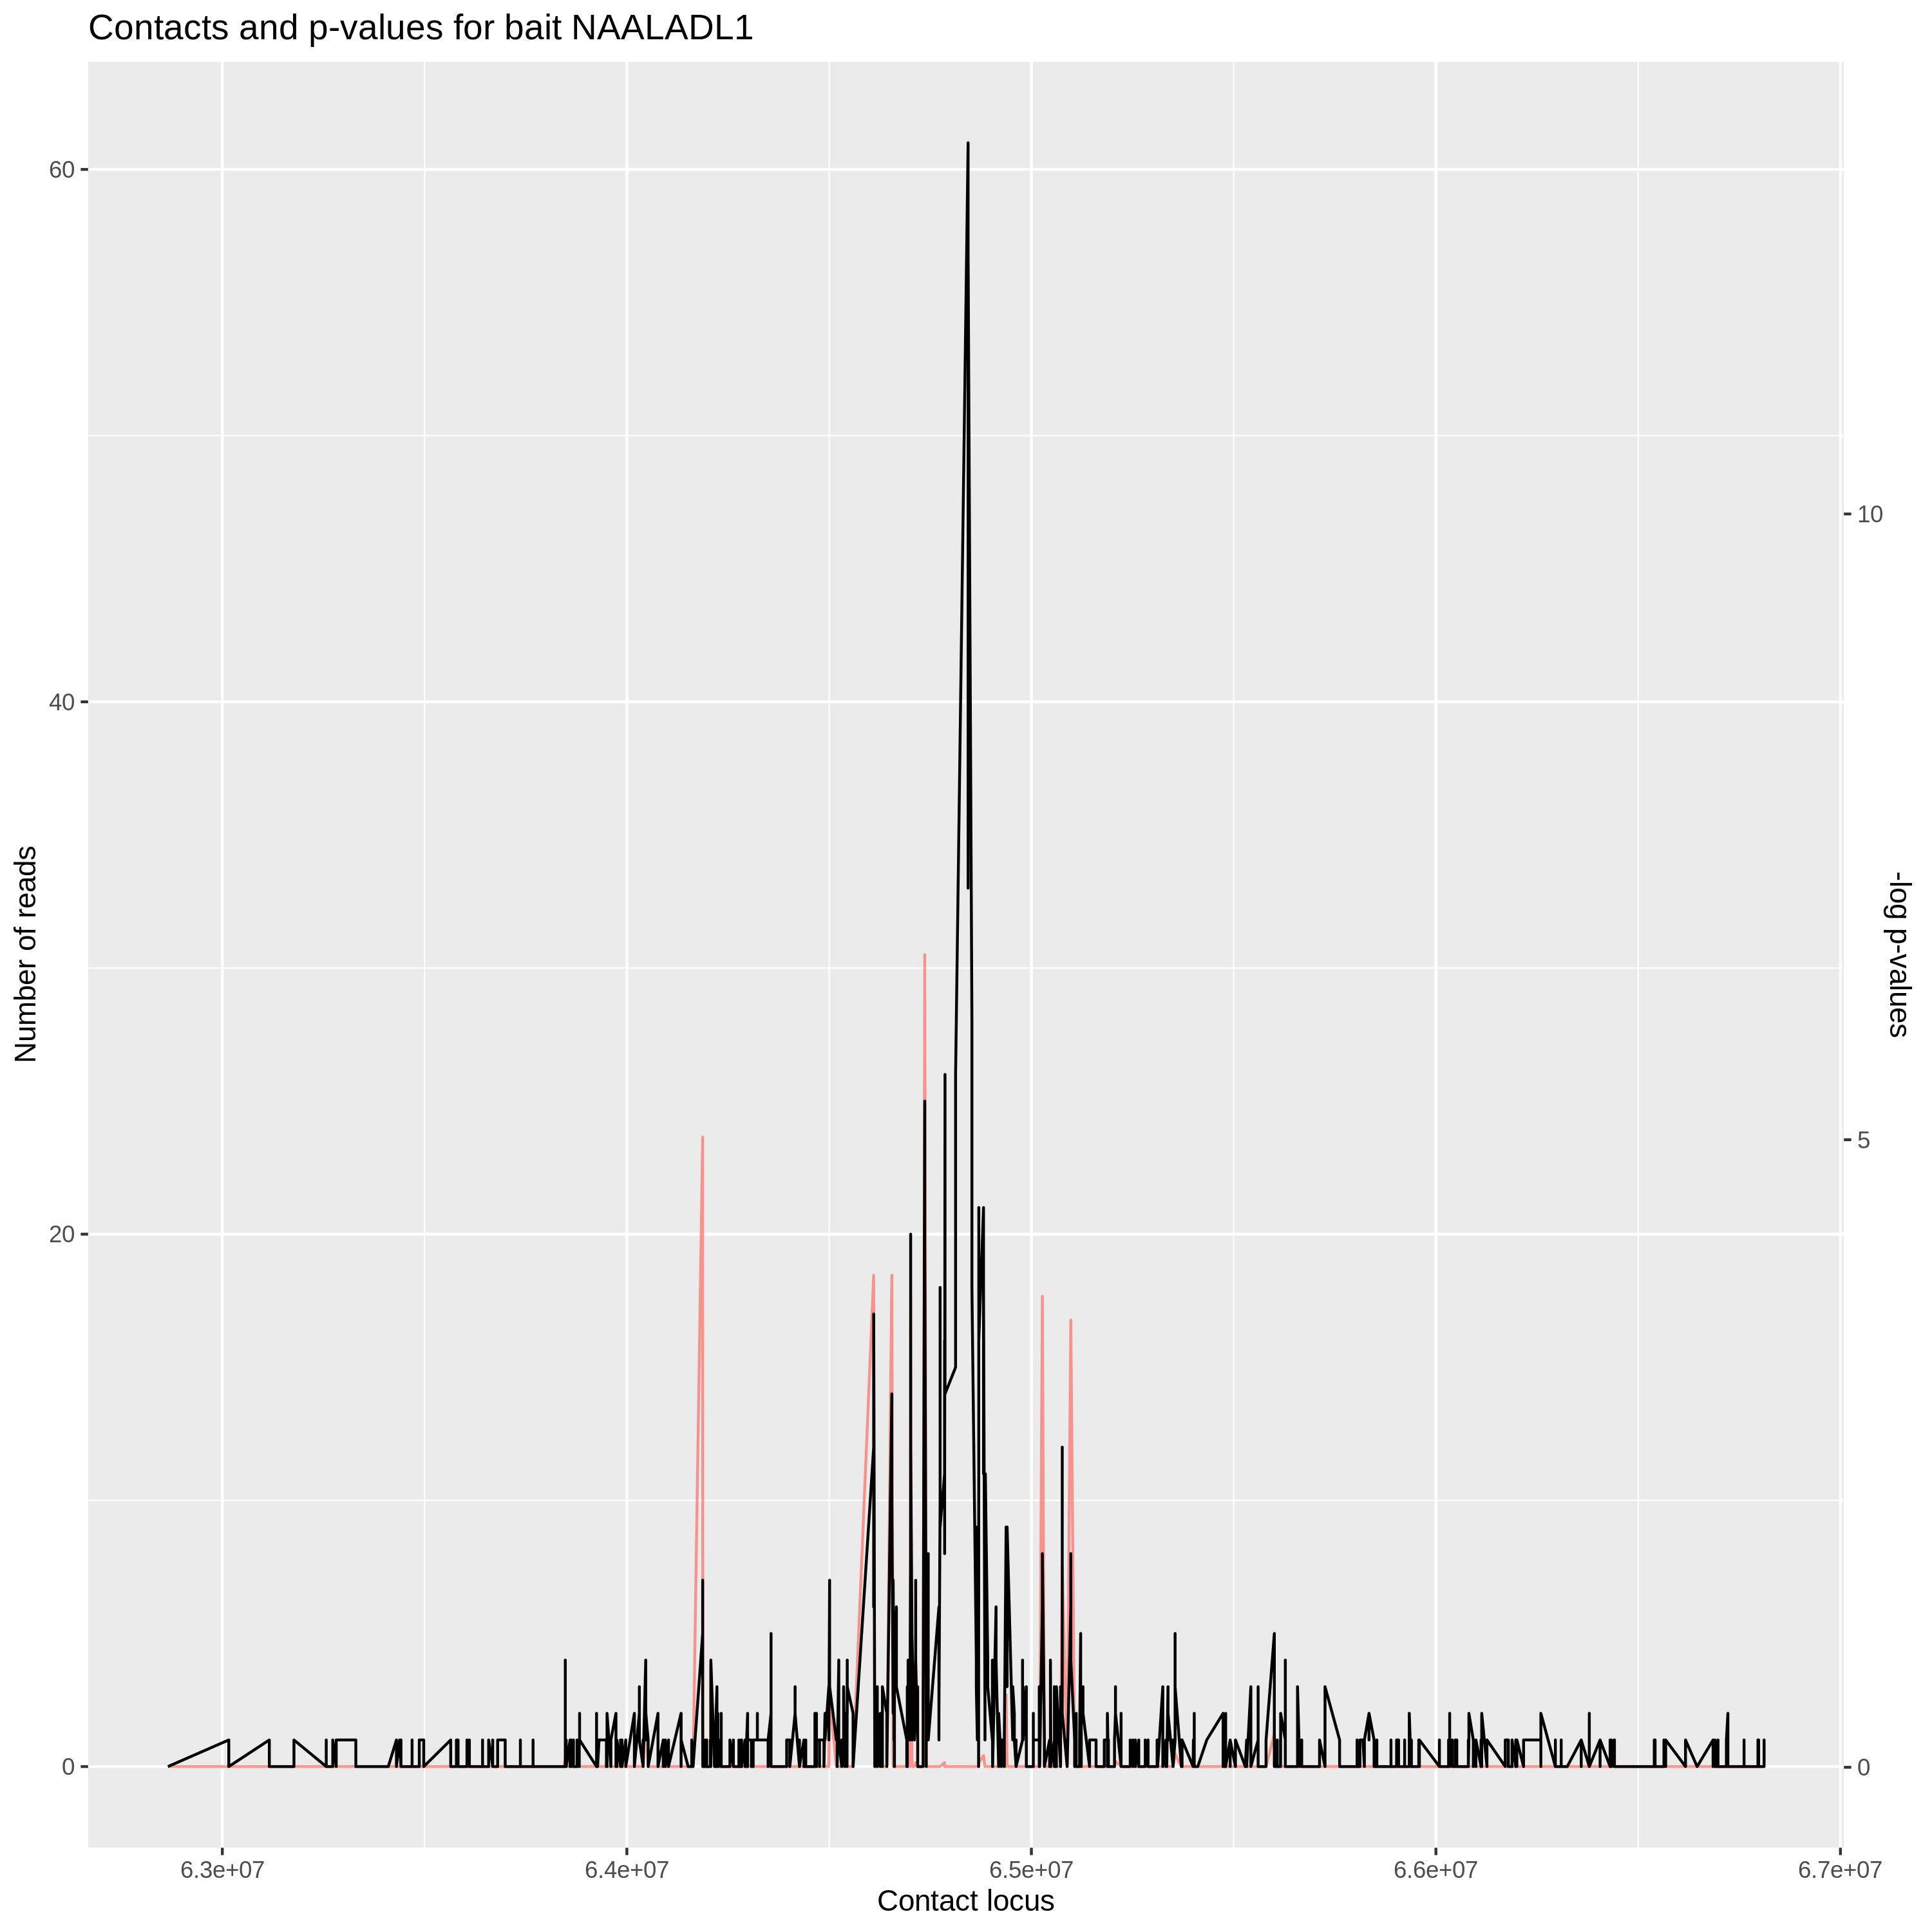 Contacts and p-values for bait NAALADL1
60
40
20
0
10
5
0
Number of reads
-log p-values
6.3e+07
6.4e+07
6.5e+07
6.6e+07
6.7e+07
Contact locus